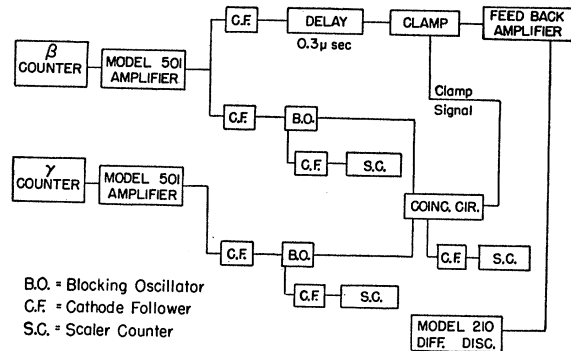 C.F.
DELAY
CLAMP
FEED BACK
AMPLIFIER
0.3μ sec
β
COUNTER
MODEL 501
AMPLIFIER
Clamp
Signal
C.F.
B.O.
C.F.
S.C.
γ
COUNTER
MODEL 501
AMPLIFIER
COING. CIR.
C.F.
B.O.
C.F.
S.C.
C.F.
S.C.
B.O. = Blocking Oscillator
C.F. = Cathode Follower
S.C. = Scaler Counter
MODEL 210
DIFF. DISC.